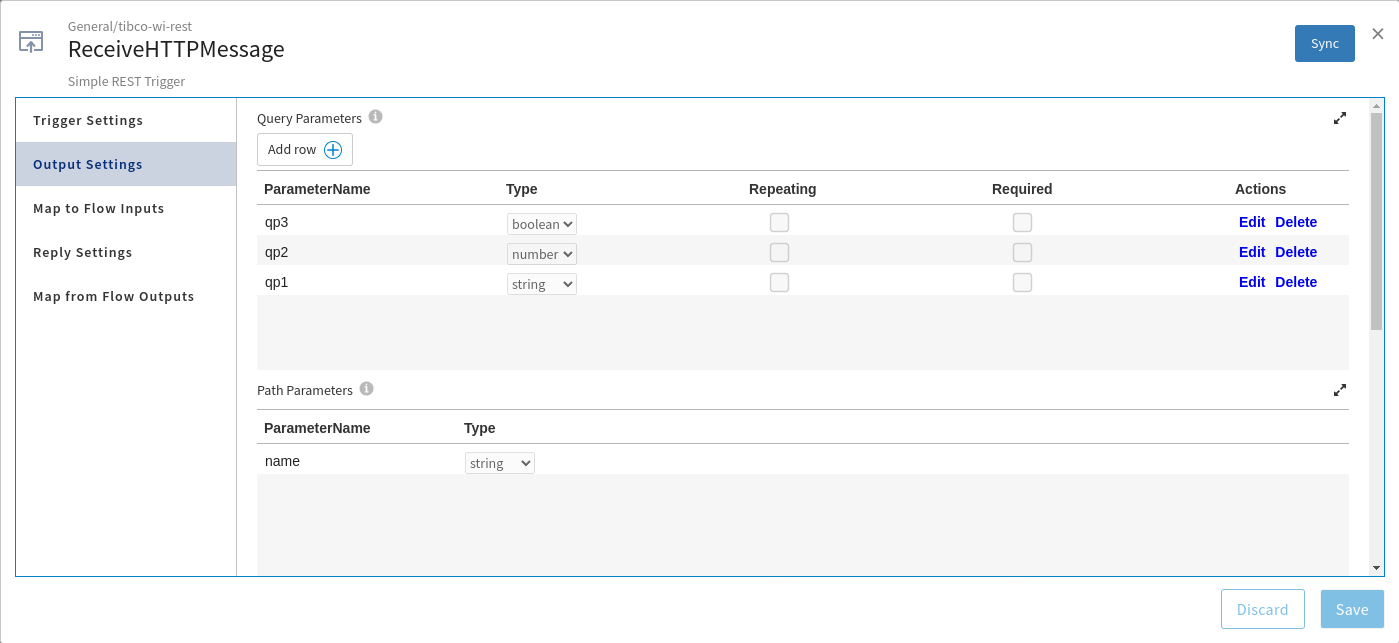 General/tibco-wi-rest
ReceiveHTTPMessage
Simple REST Trigger
Sync
Trigger Settings
Output Settings
Map to Flow Inputs
Reply Settings
Map from Flow Outputs
Query Parameters
Add row
ParameterName Type Repeating Required Actions
qp3 boolean Edit Delete
qp2 number Edit Delete
qp1 string Edit Delete
Path Parameters
ParameterName Type
name string
Discard Save